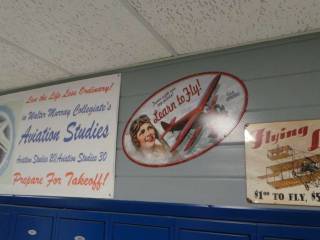 Live the Life Less Ordinary!
in Walter Murray Collegiate's
Aviation Studies
Aviation Studies 20, Aviation Studies 30
Prepare For Takeoff!
Learn to Fly!
Flying
$1 TO FLY, $5